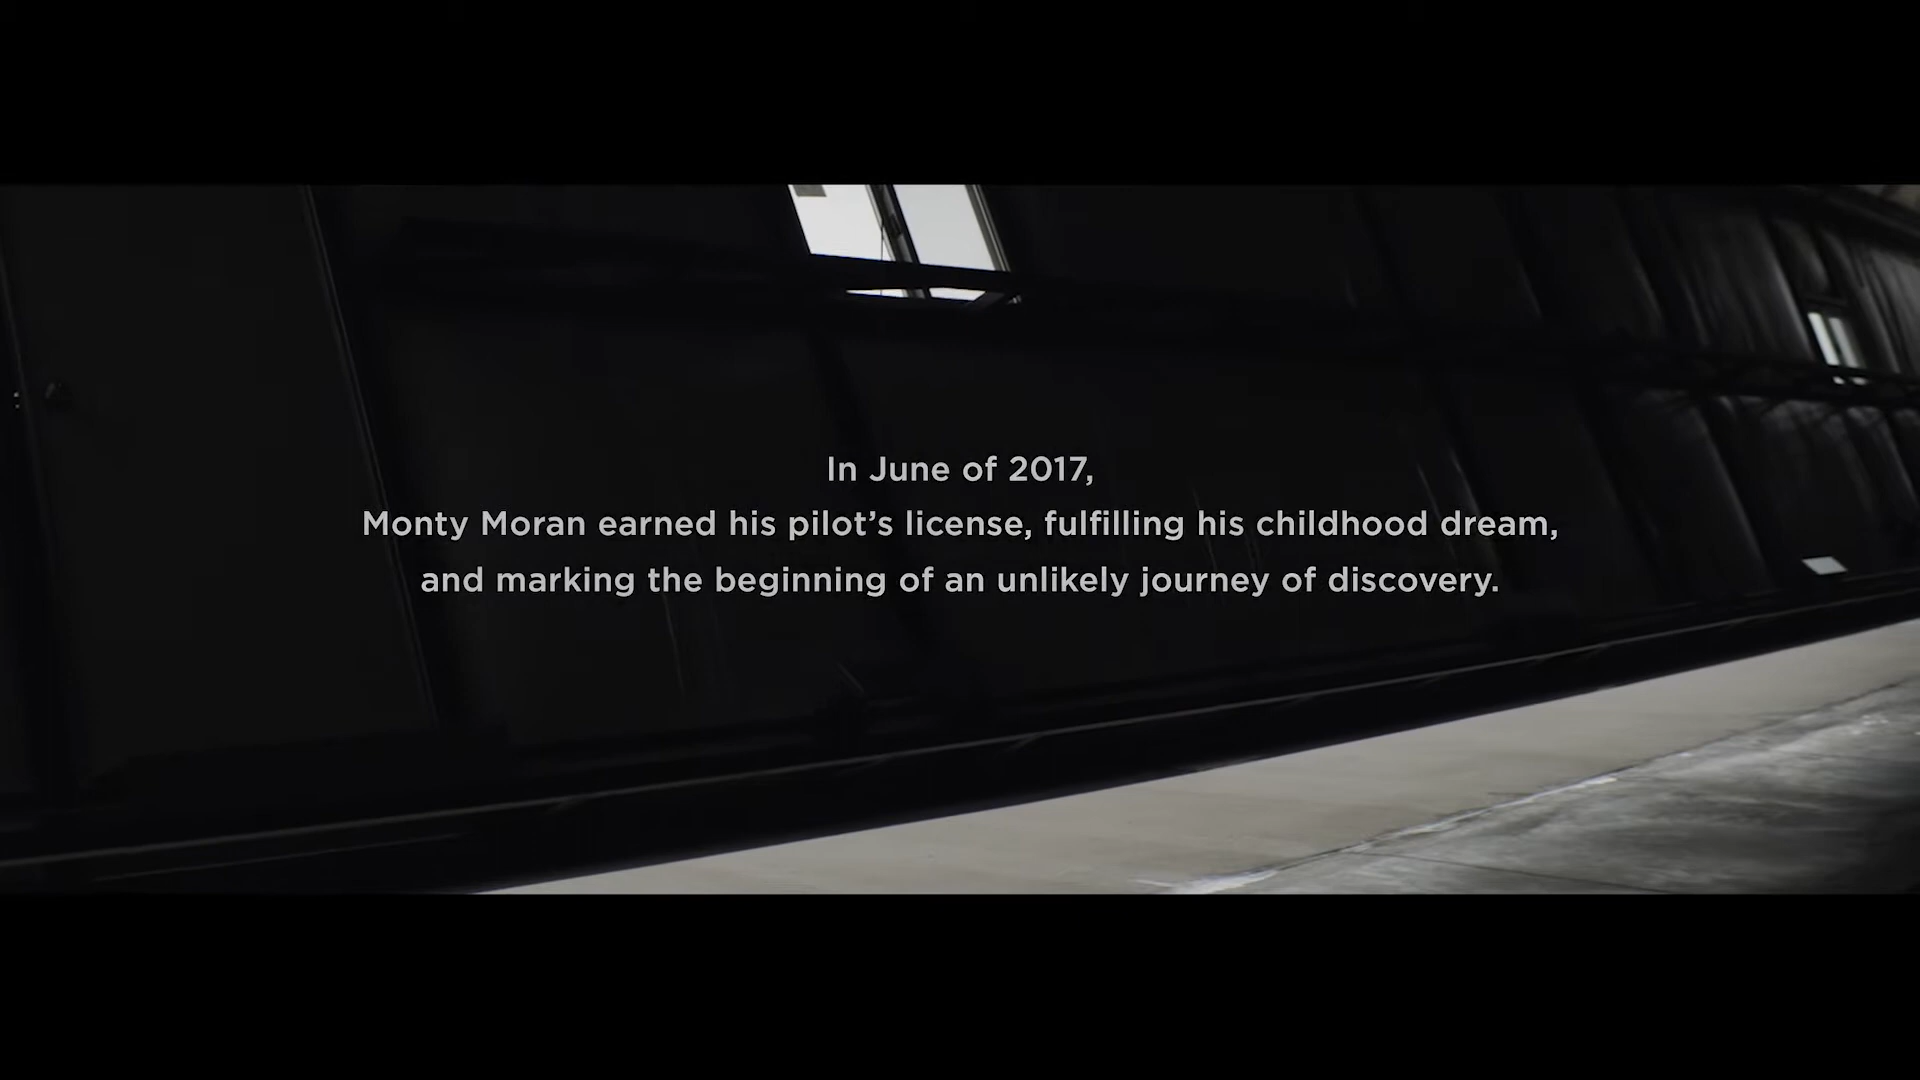 In June of 2017,
Monty Moran earned his pilot’s license, fulfilling his childhood dream,
and marking the beginning of an unlikely journey of discovery.